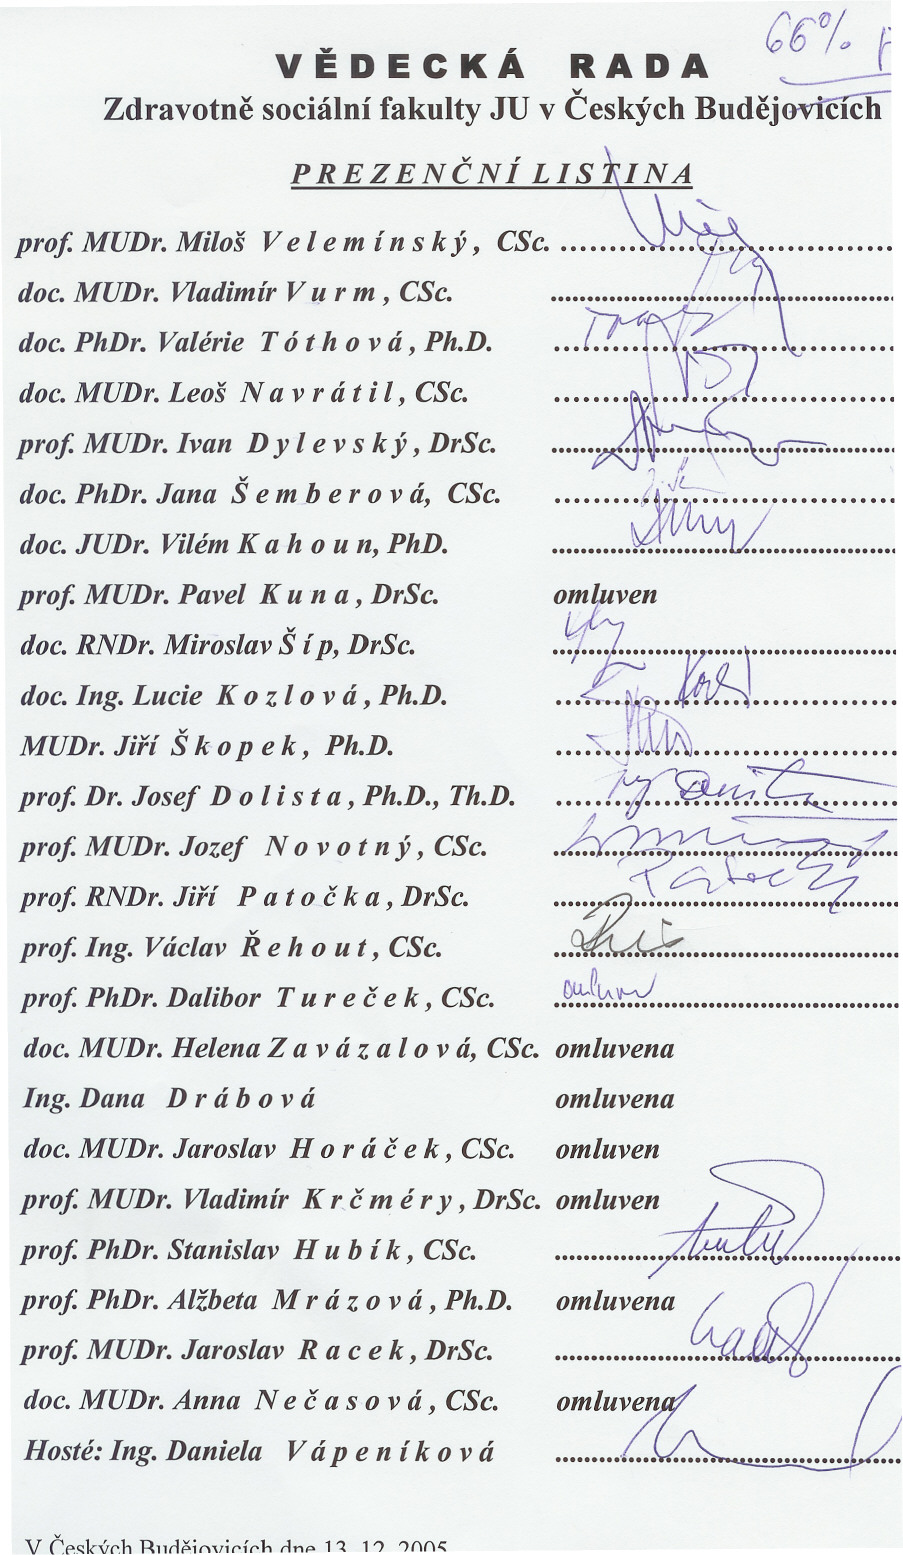 66%
VĚDECKÁ RADA
Zdravotně sociální fakulty JU v Českých Budějovicích
PREZENČNÍ LISTINA
prof. MUDr. Miloš Velemínský, CSc. ........................................
doc. MUDr. Vladimír Vurm, CSc. ........................................
doc. PhDr. Valérie Tóthová, Ph.D. ........................................
doc. MUDr. Leoš Navrátil, CSc. ........................................
prof. MUDr. Ivan Dylevský, DrSc. ........................................
doc. PhDr. Jana Šemberová, CSc. ........................................
doc. JUDr. Vilém Kahoun, PhD. ........................................
prof. MUDr. Pavel Kuna, DrSc. omluven
doc. RNDr. Miroslav Šíp, DrSc. ........................................
doc. Ing. Lucie Kozlová, Ph.D. ........................................
MUDr. Jiří Škopek, Ph.D. ........................................
prof. Dr. Josef Dolista, Ph.D., Th.D. ........................................
prof. MUDr. Jozef Novotný, CSc. ........................................
prof. RNDr. Jiří Patočka, DrSc. ........................................
prof. Ing. Václav Řehout, CSc. ........................................
prof. PhDr. Dalibor Tureček, CSc. omluven
doc. MUDr. Helena Zavázalová, CSc. omluvena
Ing. Dana Drábová omluvena
doc. MUDr. Jaroslav Horáček, CSc. omluven
prof. MUDr. Vladimír Krčméry, DrSc. omluven
prof. PhDr. Stanislav Hubík, CSc. ........................................
prof. PhDr. Alžbeta Mrázová, Ph.D. omluvena
prof. MUDr. Jaroslav Racek, DrSc. ........................................
doc. MUDr. Anna Nečasová, CSc. omluvena
Hosté: Ing. Daniela Vápeníková ........................................
V Českých Budějovicích dne 13. 12. 2005